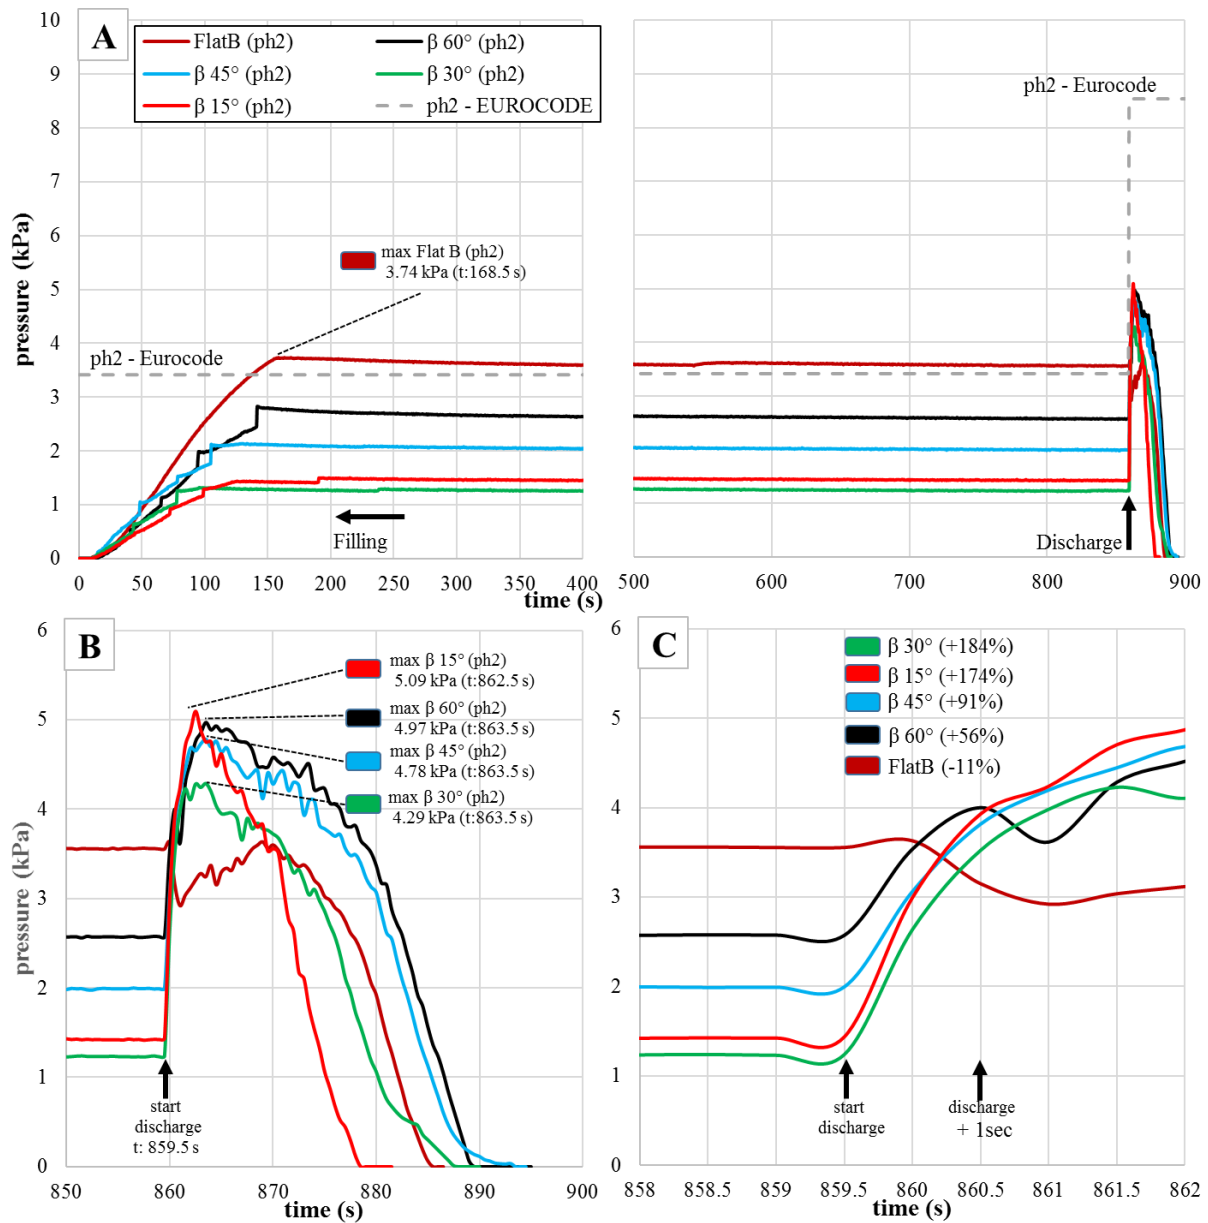 A
FlatB (ph2)
β 60° (ph2)
β 45° (ph2)
β 30° (ph2)
β 15° (ph2)
ph2 - EUROCODE
pressure (kPa)
10
9
8
7
6
5
4
3
2
1
0
max Flat B (ph2)
3.74 kPa (t:168.5 s)
ph2 - Eurocode
Filling
0 50 100 150 200 250 300 350 400
ph2 - Eurocode
Discharge
500 600 700 800 900
time (s)
B
pressure (kPa)
6
5
4
3
2
1
0
max β 15° (ph2)
5.09 kPa (t:862.5 s)
max β 60° (ph2)
4.97 kPa (t:863.5 s)
max β 45° (ph2)
4.78 kPa (t:863.5 s)
max β 30° (ph2)
4.29 kPa (t:863.5 s)
start
discharge
t: 859.5 s
850 860 870 880 890 900
time (s)
C
6
5
4
3
2
1
0
β 30° (+184%)
β 15° (+174%)
β 45° (+91%)
β 60° (+56%)
FlatB (-11%)
start
discharge
discharge
+ 1sec
858 858.5 859 859.5 860 860.5 861 861.5 862
time (s)